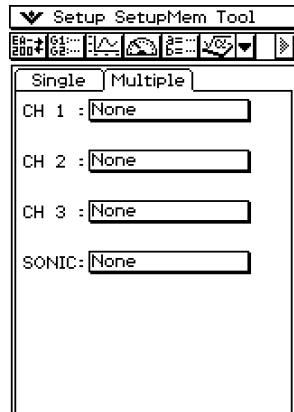 Setup SetupMem Tool
Single Multiple
CH 1 : None
CH 2 : None
CH 3 : None
SONIC: None